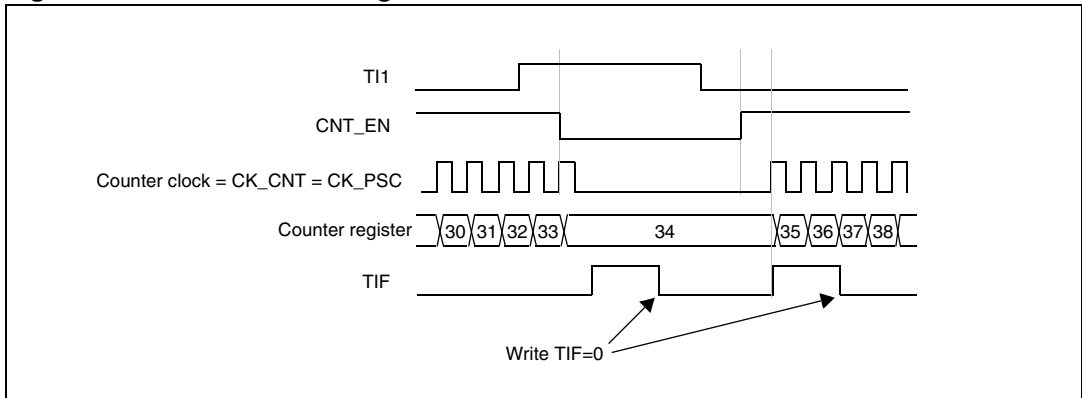 TI1
CNT_EN
Counter clock = CK_CNT = CK_PSC
Counter register 30 31 32 33 34 35 36 37 38
TIF
Write TIF=0